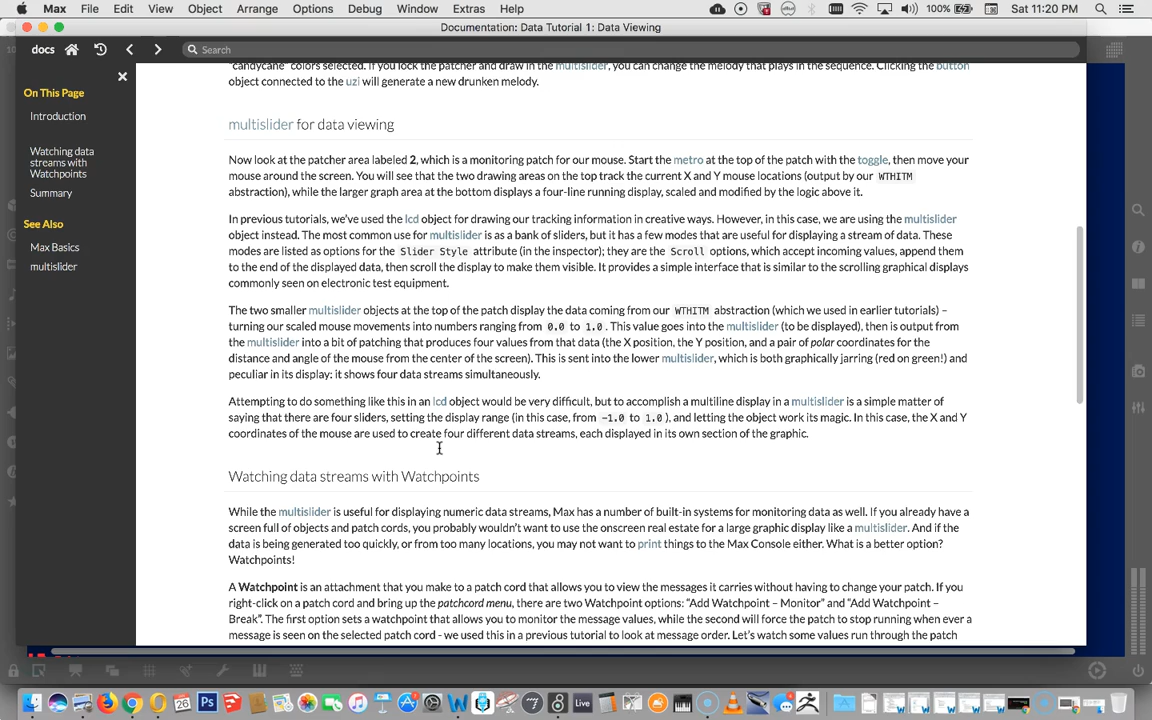 Max File Edit View Object Arrange Options Debug Window Extras Help 100% Sat 11:20 PM
Documentation: Data Tutorial 1: Data Viewing
docs Search
On This Page
Introduction
Watching data
streams with
Watchpoints
Summary
See Also
Max Basics
multislider
"candycane" colors selected. If you lock the patcher and draw in the multislider, you can change the melody that plays in the sequence. Clicking the button
object connected to the uzi will generate a new drunken melody.
multislider for data viewing
Now look at the patcher area labeled 2, which is a monitoring patch for our mouse. Start the metro at the top of the patch with the toggle, then move your
mouse around the screen. You will see that the two drawing areas on the top track the current X and Y mouse locations (output by our WTHITM
abstraction), while the larger graph area at the bottom displays a four-line running display, scaled and modified by the logic above it.
In previous tutorials, we've used the lcd object for drawing our tracking information in creative ways. However, in this case, we are using the multislider
object instead. The most common use for multislider is as a bank of sliders, but it has a few modes that are useful for displaying a stream of data. These
modes are listed as options for the Slider Style attribute (in the inspector); they are the Scroll options, which accept incoming values, append them
to the end of the displayed data, then scroll the display to make them visible. It provides a simple interface that is similar to the scrolling graphical displays
commonly seen on electronic test equipment.
The two smaller multislider objects at the top of the patch display the data coming from our WTHITM abstraction (which we used in earlier tutorials) –
turning our scaled mouse movements into numbers ranging from 0.0 to 1.0. This value goes into the multislider (to be displayed), then is output from
the multislider into a bit of patching that produces four values from that data (the X position, the Y position, and a pair of polar coordinates for the
distance and angle of the mouse from the center of the screen). This is sent into the lower multislider, which is both graphically jarring (red on green!) and
peculiar in its display: it shows four data streams simultaneously.
Attempting to do something like this in an lcd object would be very difficult, but to accomplish a multiline display in a multislider is a simple matter of
saying that there are four sliders, setting the display range (in this case, from -1.0 to 1.0), and letting the object work its magic. In this case, the X and Y
coordinates of the mouse are used to create four different data streams, each displayed in its own section of the graphic.
Watching data streams with Watchpoints
While the multislider is useful for displaying numeric data streams, Max has a number of built-in systems for monitoring data as well. If you already have a
screen full of objects and patch cords, you probably wouldn't want to use the onscreen real estate for a large graphic display like a multislider. And if the
data is being generated too quickly, or from too many locations, you may not want to print things to the Max Console either. What is a better option?
Watchpoints!
A Watchpoint is an attachment that you make to a patch cord that allows you to view the messages it carries without having to change your patch. If you
right-click on a patch cord and bring up the patchcord menu, there are two Watchpoint options: "Add Watchpoint – Monitor" and "Add Watchpoint –
Break". The first option sets a watchpoint that allows you to monitor the message values, while the second will force the patch to stop running when ever a
message is seen on the selected patch cord - we used this in a previous tutorial to look at message order. Let's watch some values run through the patch